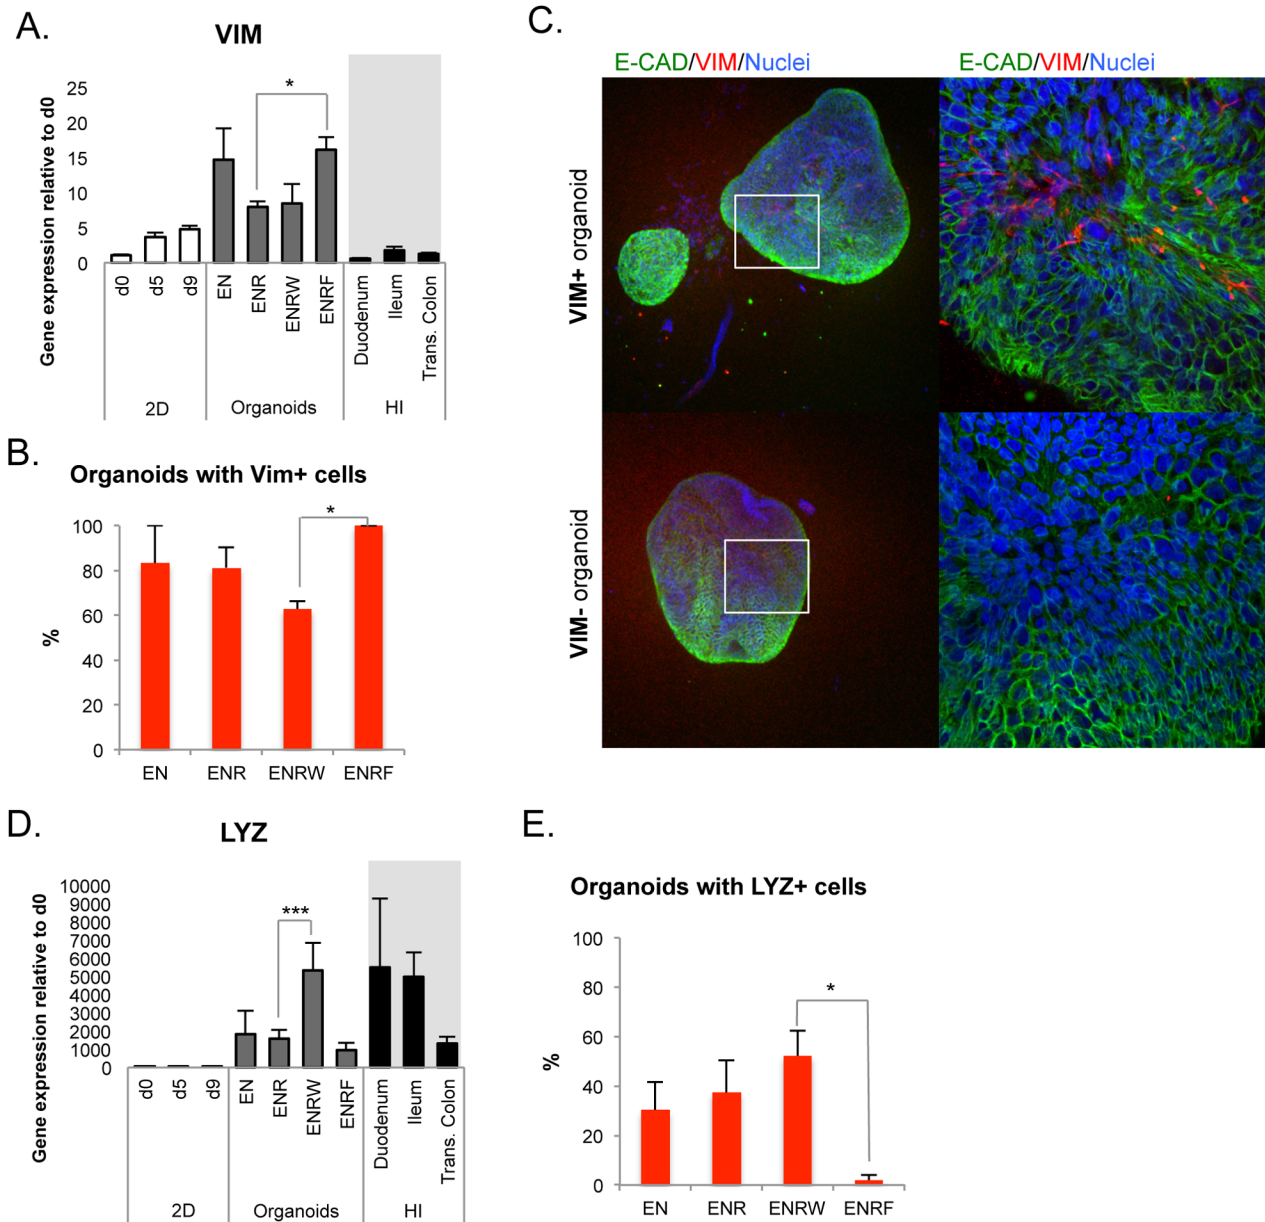 A.
VIM
Gene expression relative to d0
25
20
15
10
5
0
*
d0
d5
d9
EN
ENR
ENRW
ENRF
Duodenum
Ileum
Trans. Colon
2D
Organoids
HI
B.
Organoids with Vim+ cells
%
100
80
60
40
20
0
*
EN
ENR
ENRW
ENRF
C.
E-CAD/VIM/Nuclei
E-CAD/VIM/Nuclei
VIM+ organoid
VIM- organoid
D.
LYZ
Gene expression relative to d0
10000
9000
8000
7000
6000
5000
4000
3000
2000
1000
0
***
d0
d5
d9
EN
ENR
ENRW
ENRF
Duodenum
Ileum
Trans. Colon
2D
Organoids
HI
E.
Organoids with LYZ+ cells
%
100
80
60
40
20
0
*
EN
ENR
ENRW
ENRF